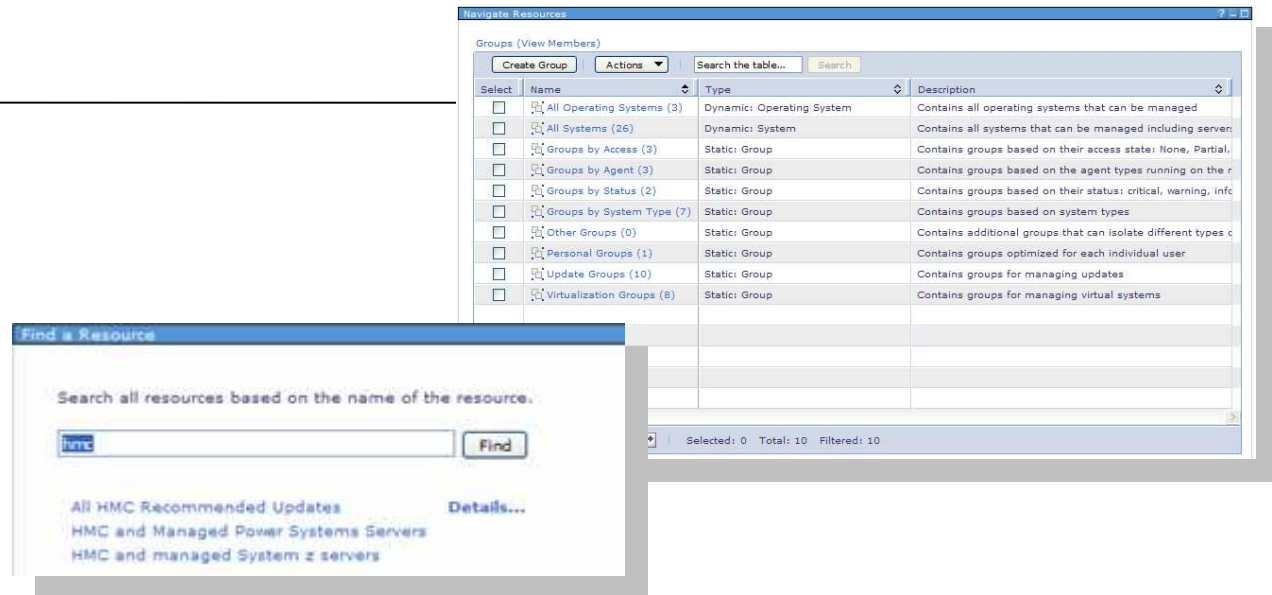 Navigate Resources
? – □
Groups (View Members)
Create Group Actions Search the table... Search
Select Name Type Description
All Operating Systems (3) Dynamic: Operating System Contains all operating systems that can be managed
All Systems (26) Dynamic: System Contains all systems that can be managed including server
Groups by Access (3) Static: Group Contains groups based on their access state: None, Partial,
Groups by Agent (3) Static: Group Contains groups based on the agent types running on the
Groups by Status (2) Static: Group Contains groups based on their status: critical, warning, info
Groups by System Type (7) Static: Group Contains groups based on system types
Other Groups (0) Static: Group Contains additional groups that can isolate different types
Personal Groups (1) Static: Group Contains groups optimized for each individual user
Update Groups (10) Static: Group Contains groups for managing updates
Virtualization Groups (8) Static: Group Contains groups for managing virtual systems
Selected: 0 Total: 10 Filtered: 10
Find a Resource
Search all resources based on the name of the resource.
hmc Find
All HMC Recommended Updates Details...
HMC and Managed Power Systems Servers
HMC and managed System z servers